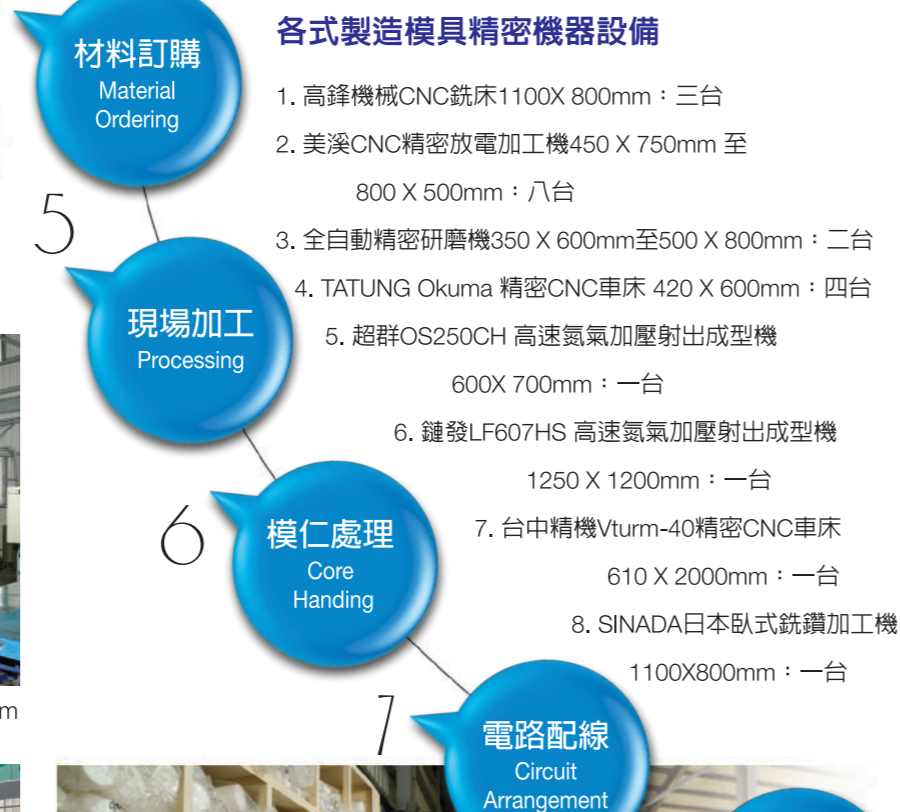 材料訂購
Material
Ordering
各式製造模具精密機器設備
1. 高鋒機械CNC銑床1100X 800mm：三台
2. 美溪CNC精密放電加工機450 X 750mm 至
800 X 500mm：八台
3. 全自動精密研磨機350 X 600mm至500 X 800mm：二台
4. TATUNG Okuma 精密CNC車床 420 X 600mm：四台
5. 超群OS250CH 高速氮氣加壓射出成型機
600X 700mm：一台
6. 鏈發LF607HS 高速氮氣加壓射出成型機
1250 X 1200mm：一台
7. 台中精機Vturm-40精密CNC車床
610 X 2000mm：一台
8. SINADA日本臥式銑鑽加工機
1100X800mm：一台
5
現場加工
Processing
6
模仁處理
Core
Handing
m
7
電路配線
Circuit
Arrangement